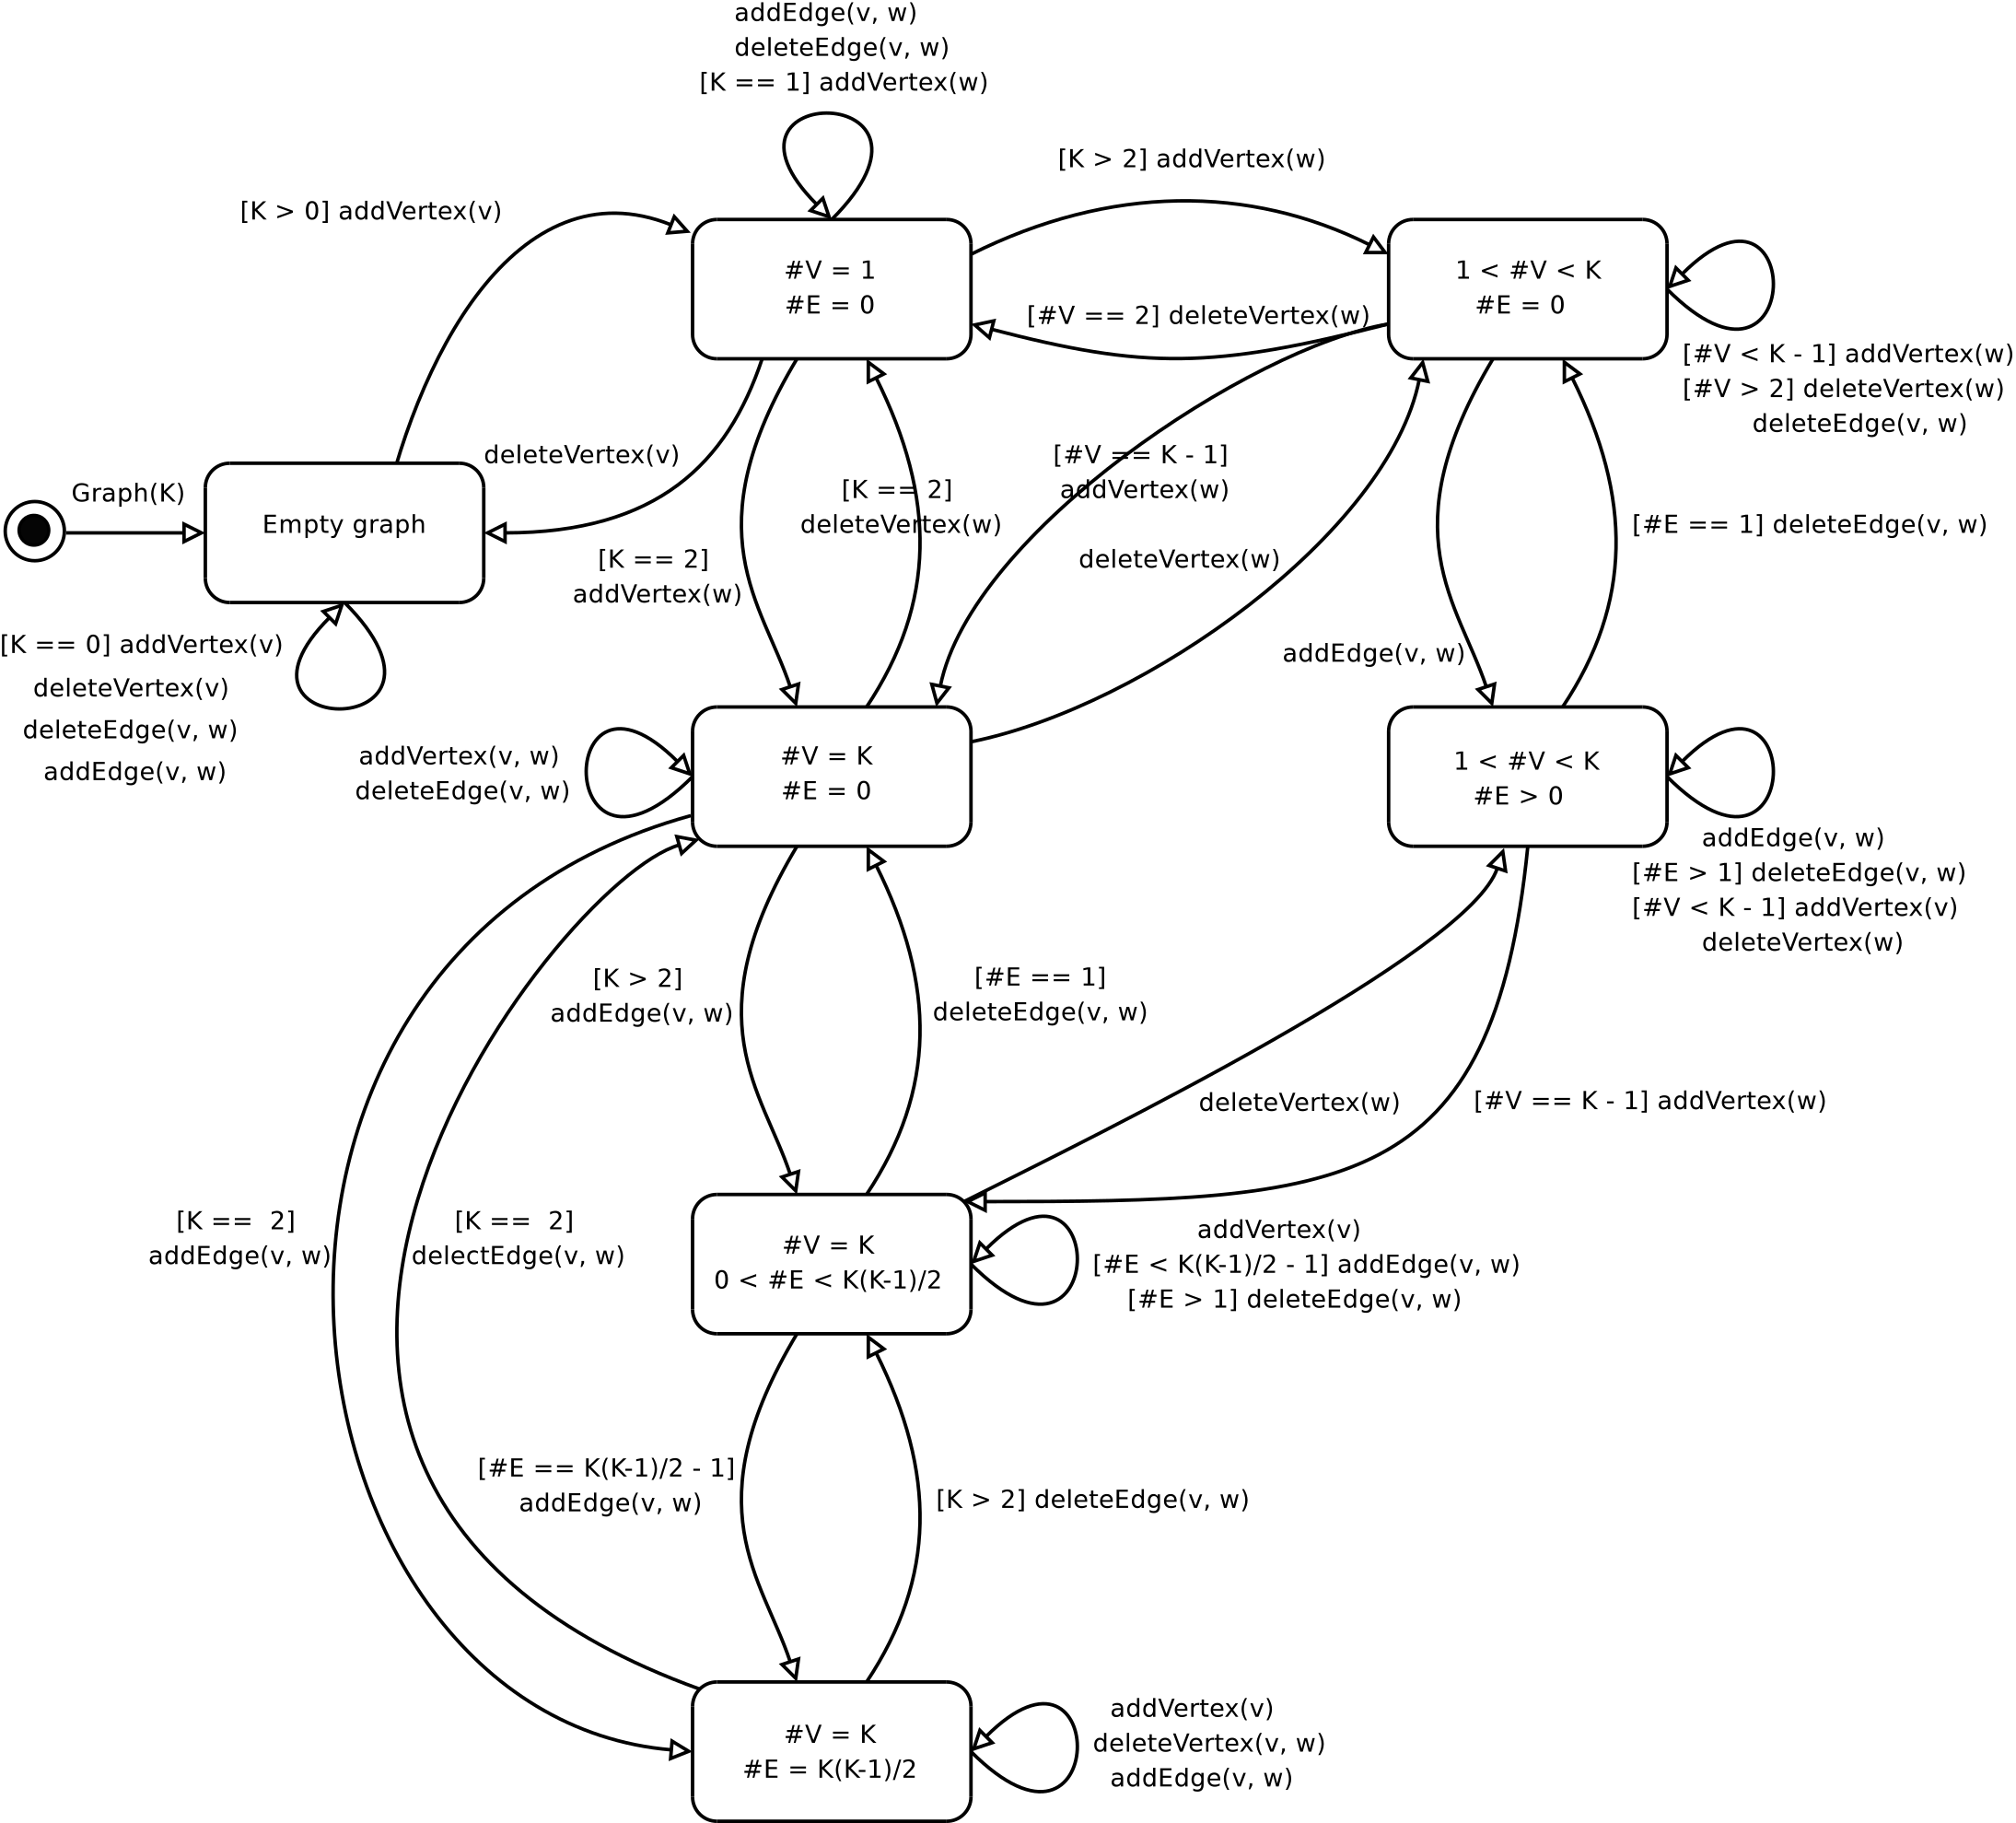 addEdge(v, w)
deleteEdge(v, w)
[K == 1] addVertex(w)
[K > 2] addVertex(w)
[K > 0] addVertex(v)
#V = 1
#E = 0
1 < #V < K
#E = 0
[#V == 2] deleteVertex(w)
[#V < K - 1] addVertex(w)
[#V > 2] deleteVertex(w)
deleteEdge(v, w)
deleteVertex(v)
[#V == K - 1]
addVertex(w)
Graph(K)
Empty graph
[K == 2]
deleteVertex(w)
[#E == 1] deleteEdge(v, w)
[K == 2]
addVertex(w)
deleteVertex(w)
[K == 0] addVertex(v)
deleteVertex(v)
deleteEdge(v, w)
addEdge(v, w)
addEdge(v, w)
addVertex(v, w)
deleteEdge(v, w)
#V = K
#E = 0
1 < #V < K
#E > 0
addEdge(v, w)
[#E > 1] deleteEdge(v, w)
[#V < K - 1] addVertex(v)
deleteVertex(w)
[K > 2]
addEdge(v, w)
[#E == 1]
deleteEdge(v, w)
deleteVertex(w)
[#V == K - 1] addVertex(w)
[K ==  2]
addEdge(v, w)
[K ==  2]
delectEdge(v, w)
#V = K
0 < #E < K(K-1)/2
addVertex(v)
[#E < K(K-1)/2 - 1] addEdge(v, w)
[#E > 1] deleteEdge(v, w)
[#E == K(K-1)/2 - 1]
addEdge(v, w)
[K > 2] deleteEdge(v, w)
#V = K
#E = K(K-1)/2
addVertex(v)
deleteVertex(v, w)
addEdge(v, w)